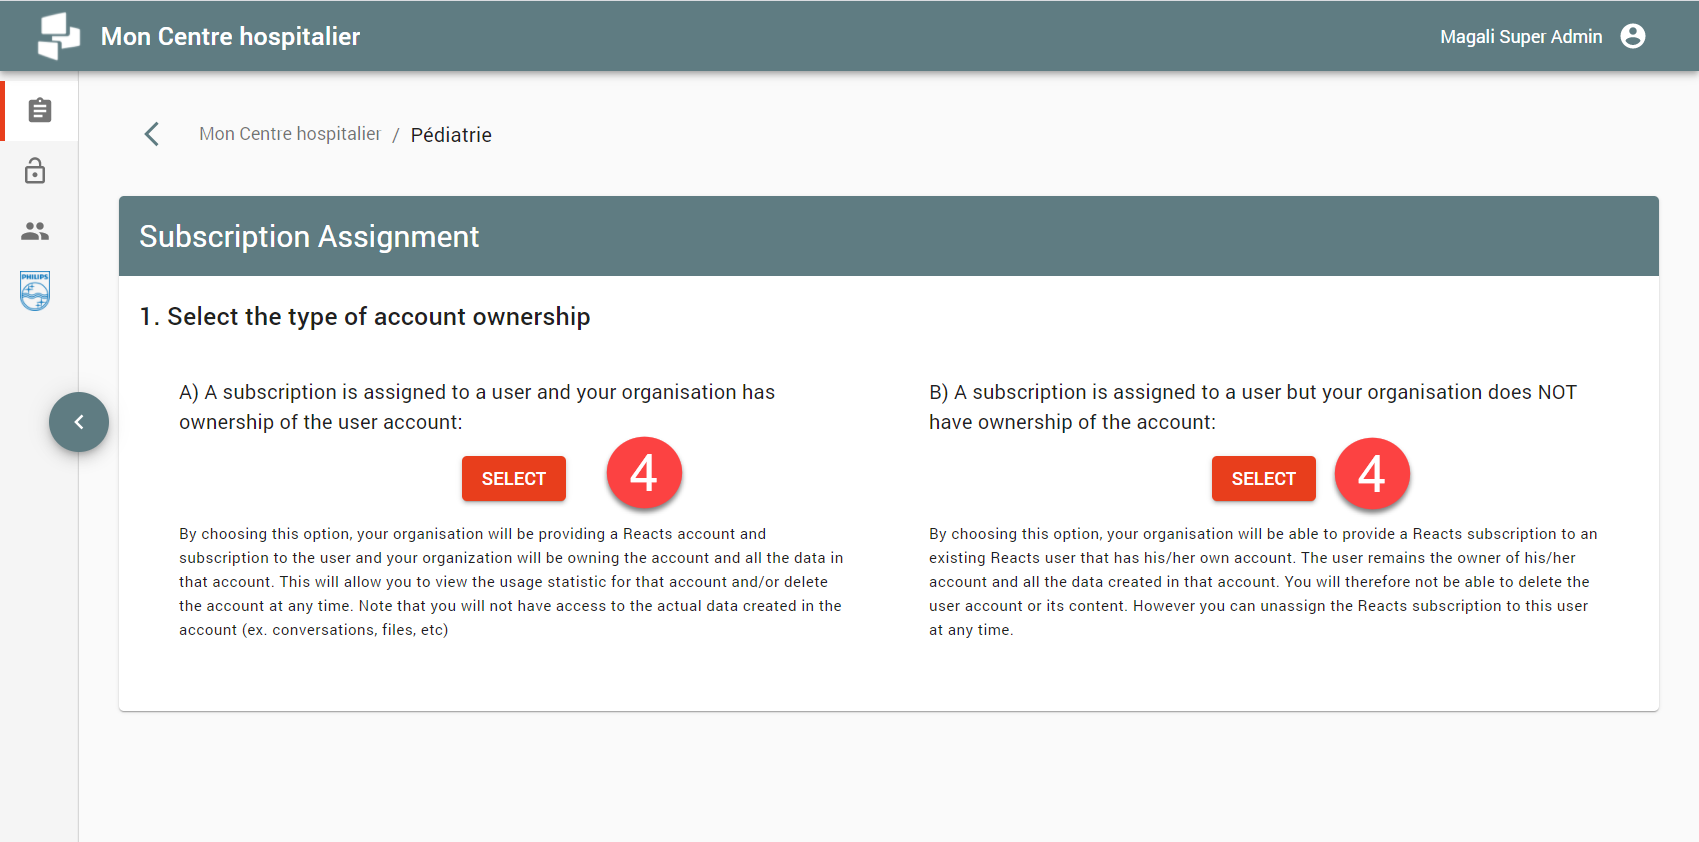 Mon Centre hospitalier
Magali Super Admin
Mon Centre hospitalier / Pédiatrie
PHILIPS
Subscription Assignment
1. Select the type of account ownership
A) A subscription is assigned to a user and your organisation has
ownership of the user account:
SELECT
4
By choosing this option, your organisation will be providing a Reacts account and
subscription to the user and your organization will be owning the account and all the data in
that account. This will allow you to view the usage statistic for that account and/or delete
the account at any time. Note that you will not have access to the actual data created in the
account (ex. conversations, files, etc)
B) A subscription is assigned to a user but your organisation does NOT
have ownership of the account:
SELECT
4
By choosing this option, your organisation will be able to provide a Reacts subscription to an
existing Reacts user that has his/her own account. The user remains the owner of his/her
account and all the data created in that account. You will therefore not be able to delete the
user account or its content. However you can unassign the Reacts subscription to this user
at any time.